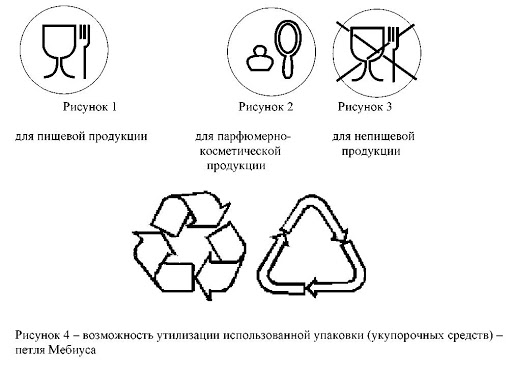 Рисунок 1
Рисунок 2
Рисунок 3
для пищевой продукции
для парфюмерно-
косметической
продукции
для непищевой
продукции
Рисунок 4 – возможность утилизации использованной упаковки (укупорочных средств) –
петля Мебиуса